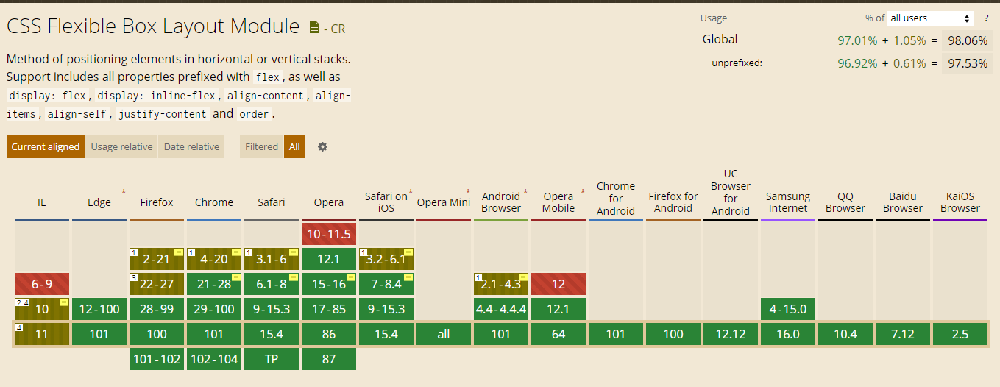 CSS Flexible Box Layout Module - CR
Usage % of all users ?
Global 97.01% + 1.05% = 98.06%
unprefixed: 96.92% + 0.61% = 97.53%
Method of positioning elements in horizontal or vertical stacks.
Support includes all properties prefixed with flex, as well as
display: flex, display: inline-flex, align-content, align-
items, align-self, justify-content and order.
Current aligned Usage relative Date relative Filtered All
IE
Edge *
Firefox
Chrome
Safari
Opera
Safari on *
iOS
Opera Mini
Android *
Browser
Opera *
Mobile
Chrome
for
Android
Firefox for
Android
UC
Browser
for
Android
Samsung
Internet
QQ
Browser
Baidu
Browser
KaiOS
Browser
10-11.5
1 2-21 1 4-20 1 3.1-6 12.1 1 3.2-6.1
6-9 3 22-27 21-28 6.1-8 15-16 7-8.4 1 2.1-4.3 12
2 4 10 12-100 28-99 29-100 9-15.3 17-85 9-15.3 4.4-4.4.4 12.1 4-15.0
4 11 101 100 101 15.4 86 15.4 all 101 64 101 100 12.12 16.0 10.4 7.12 2.5
101-102 102-104 TP 87